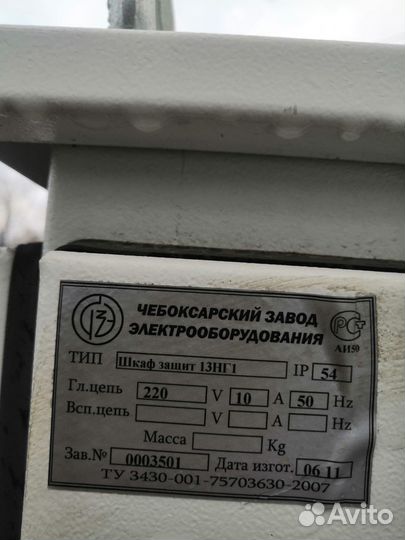 ЧЕБОКСАРСКИЙ ЗАВОД
ЭЛЕКТРООБОРУДОВАНИЯ
АИ50
ТИП Шкаф защит 13НГ1 IP 54
Гл.цепь 220 V 10 A 50 Hz
Всп.цепь V A Hz
Масса Kg
Зав.№ 0003501 Дата изгот. 06 11
ТУ 3430-001-75703630-2007
Avito